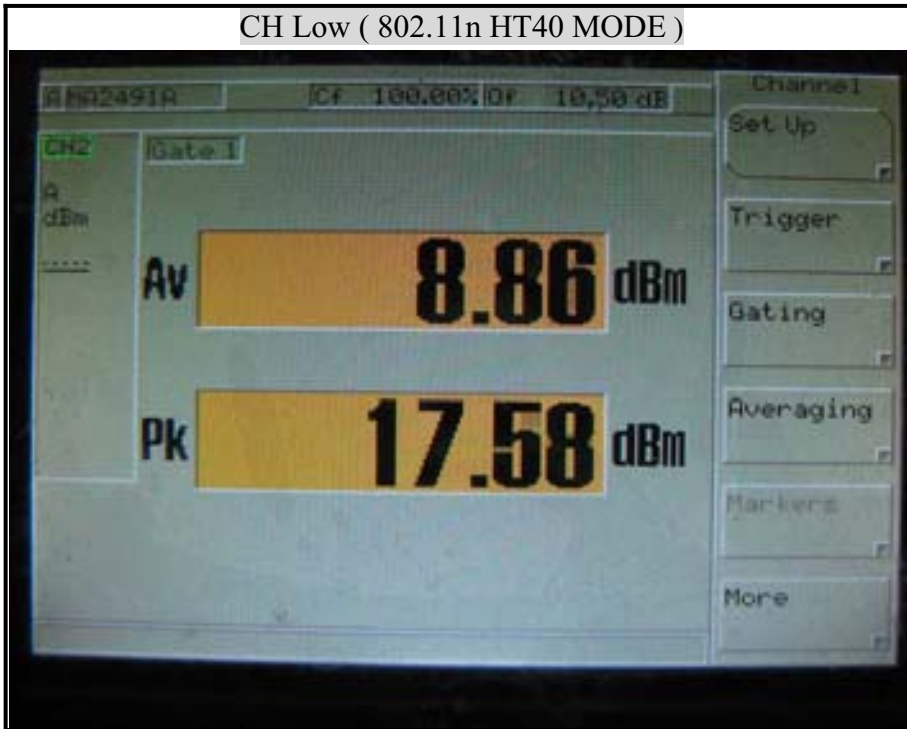 CH Low ( 802.11n HT40 MODE )
A MA2491A Cf 100.00% Of 10,50 dB
Channel
Set Up
CH2 Gate 1
A
dBm
-----
Trigger
Av 8.86 dBm
Gating
Averaging
Pk 17.58 dBm
Markers
More